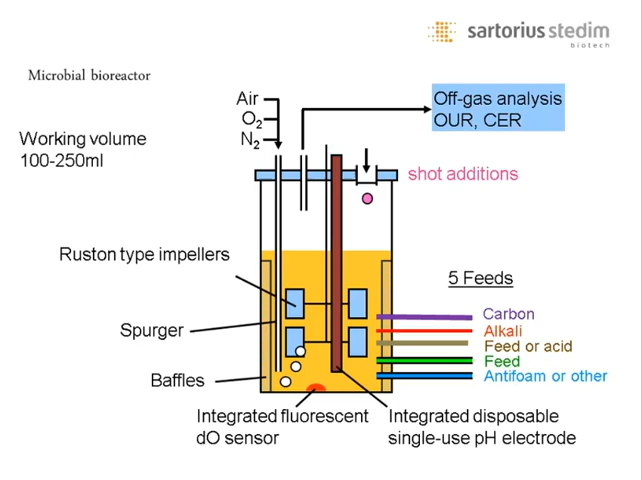 sartorius stedim
biotech
Microbial bioreactor
Working volume
100-250ml
Air
O₂
N₂
Off-gas analysis
OUR, CER
shot additions
Ruston type impellers
Spurger
Baffles
5 Feeds
Carbon
Alkali
Feed or acid
Feed
Antifoam or other
Integrated fluorescent
dO sensor
Integrated disposable
single-use pH electrode